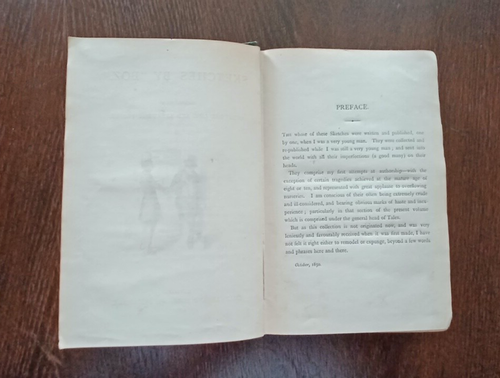 PREFACE.
The whole of these Sketches were written and published, one
by one, when I was a very young man. They were collected and
re-published while I was still a very young man; and sent into
the world with all their imperfections (a good many) on their
heads.
They comprise my first attempts at authorship—with the
exception of certain tragedies achieved at the mature age of
eight or ten, and represented with great applause to overflowing
nurseries. I am conscious of their often being extremely crude
and ill-considered, and bearing obvious marks of haste and inex-
perience; particularly in that section of the present volume
which is comprised under the general head of Tales.
But as this collection is not originated now, and was very
leniently and favourably received when it was first made, I have
not felt it right either to remodel or expunge, beyond a few words
and phrases here and there.
October, 1850.